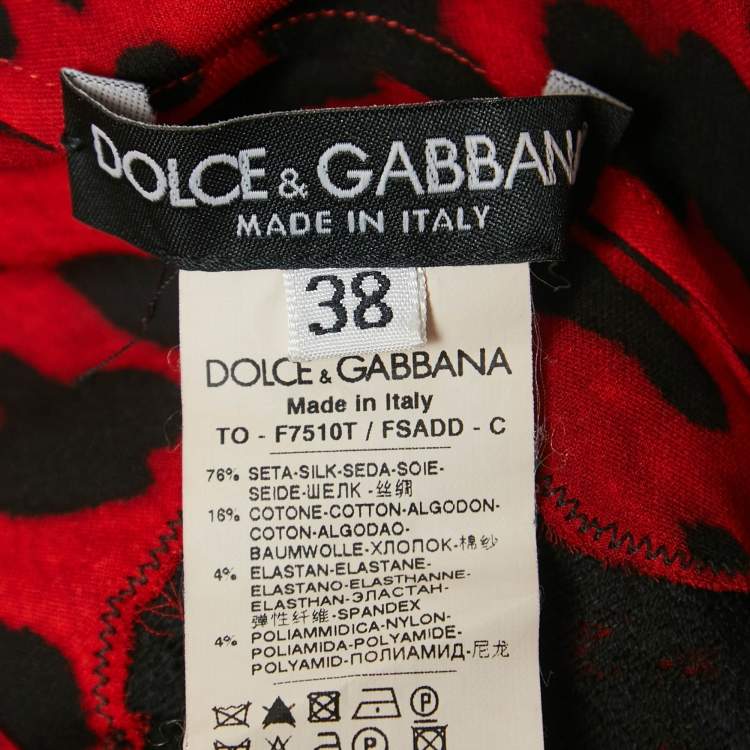 DOLCE & GABBANA
MADE IN ITALY
38
DOLCE & GABBANA
Made in Italy
TO - F7510T / FSADD - C
76% SETA-SILK-SEDA-SOIE-
SEIDE-ШЕЛК -丝绸
16% COTONE-COTTON-ALGODON-
COTON-ALGODAO-
BAUMWOLLE-ХЛОПОК-棉纱
4% ELASTAN-ELASTANE-
ELASTANO-ELASTHANNE-
ELASTHAN-ЭЛАСТАН-
弹性纤维-SPANDEX
4% POLIAMMIDICA-NYLON-
POLIAMIDA-POLYAMIDE-
POLYAMID-ПОЛИАМИД-尼龙
P
P